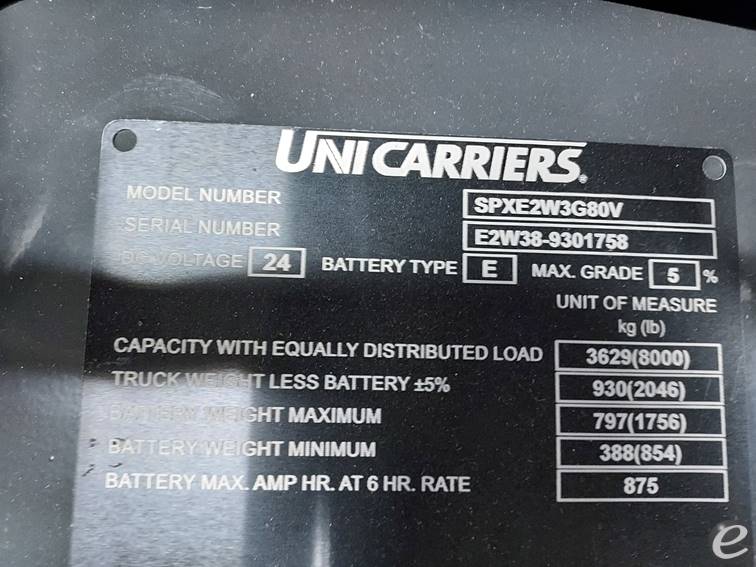 UNICARRIERS®
MODEL NUMBER SPXE2W3G80V
SERIAL NUMBER E2W38-9301758
DC VOLTAGE 24 BATTERY TYPE E MAX. GRADE 5 %
UNIT OF MEASURE
kg (lb)
CAPACITY WITH EQUALLY DISTRIBUTED LOAD 3629(8000)
TRUCK WEIGHT LESS BATTERY ±5% 930(2046)
BATTERY WEIGHT MAXIMUM 797(1756)
BATTERY WEIGHT MINIMUM 388(854)
BATTERY MAX. AMP HR. AT 6 HR. RATE 875
e